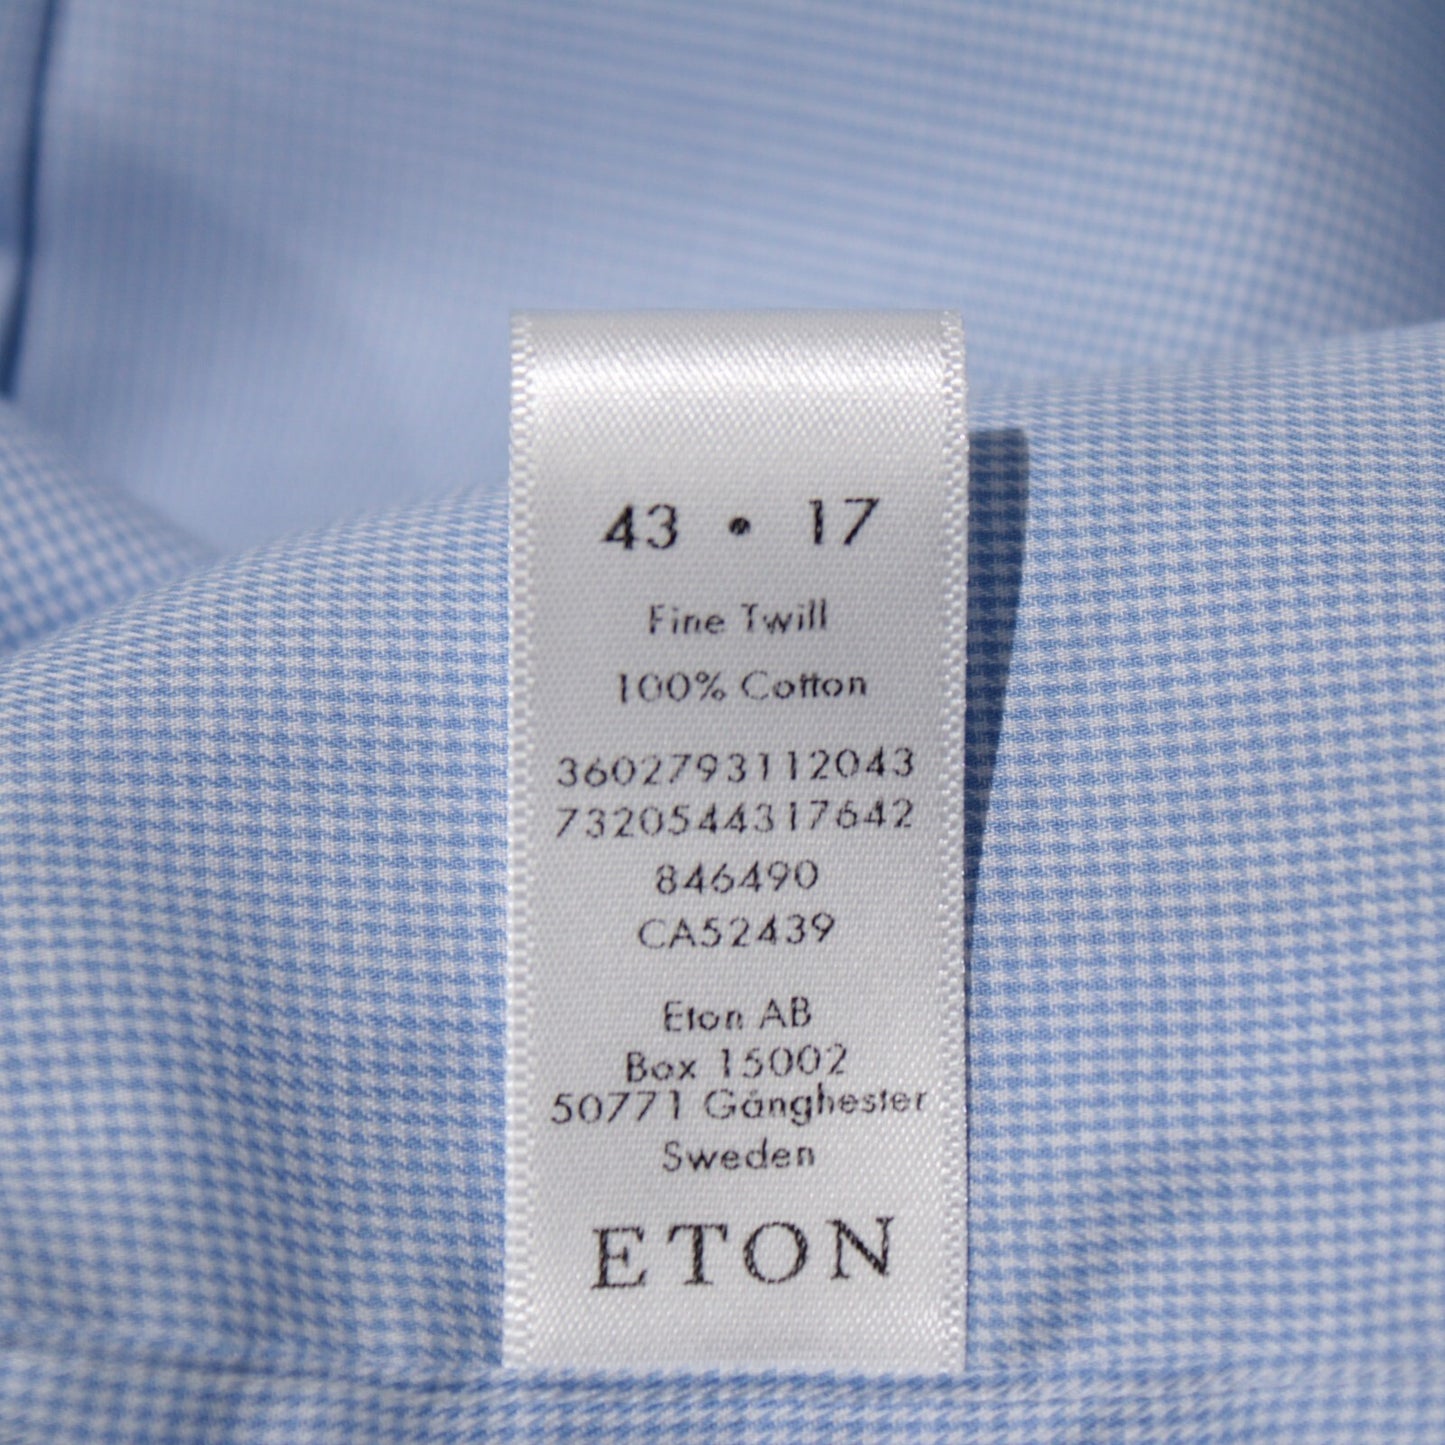 43 • 17
Fine Twill
100% Cotton
3602793112043
7320544317642
846490
CA52439
Eton AB
Box 15002
50771 Gånghester
Sweden
ETON